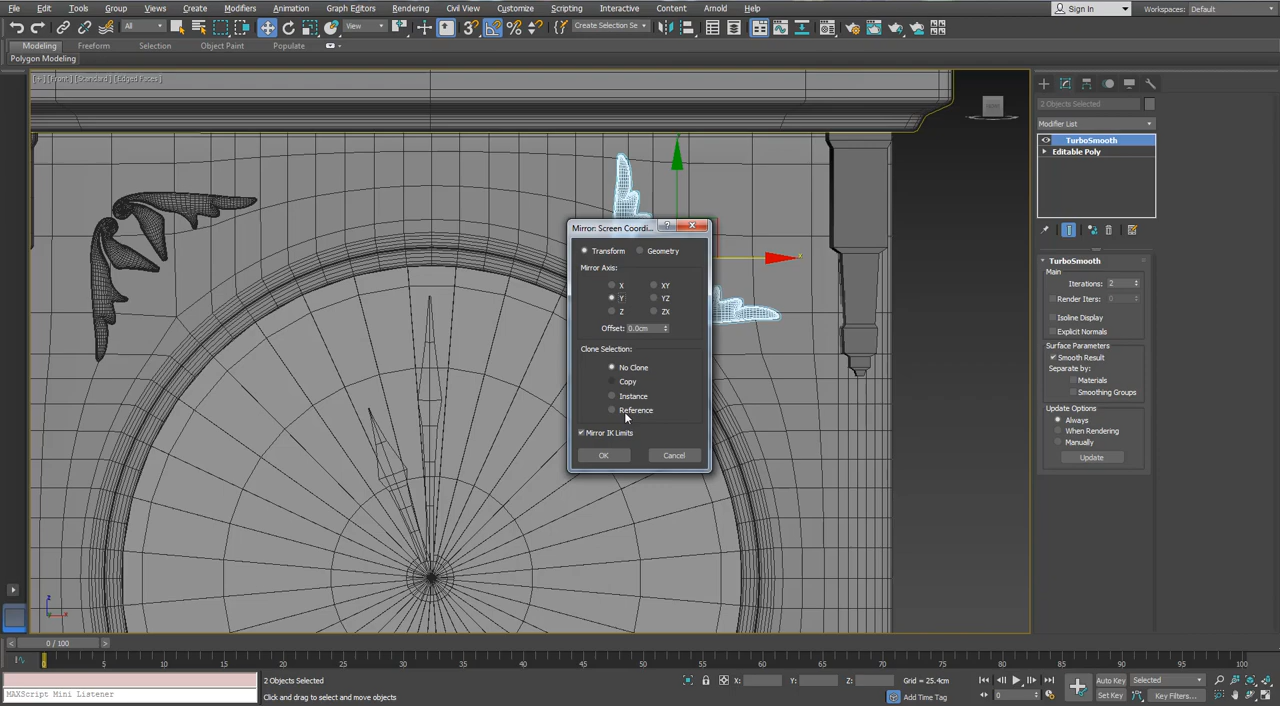 File Edit Tools Group Views Create Modifiers Animation Graph Editors Rendering Civil View Customize Scripting Interactive Content Arnold Help Sign In Workspaces: Default
All View Create Selection Se
Modeling Freeform Selection Object Paint Populate
Polygon Modeling
[+] [Front] [Standard] [Edged Faces]
2 Objects Selected
Modifier List
TurboSmooth
Editable Poly
Mirror: Screen Coordi...
Transform Geometry
Mirror Axis:
X XY
Y YZ
Z ZX
Offset: 0.0cm
Clone Selection:
No Clone
Copy
Instance
Reference
Mirror IK Limits
OK Cancel
TurboSmooth
Main
Iterations: 2
Render Iters: 0
Isoline Display
Explicit Normals
Surface Parameters
Smooth Result
Separate by:
Materials
Smoothing Groups
Update Options
Always
When Rendering
Manually
Update
x
z
x
< 0 / 100 >
0 5 10 15 20 25 30 35 40 45 50 55 60 65 70 75 80 85 90 95 100
2 Objects Selected X: Y: Z: Grid = 25.4cm Auto Key Selected
MAXScript Mini Listener Click and drag to select and move objects Add Time Tag 0 Set Key Key Filters...